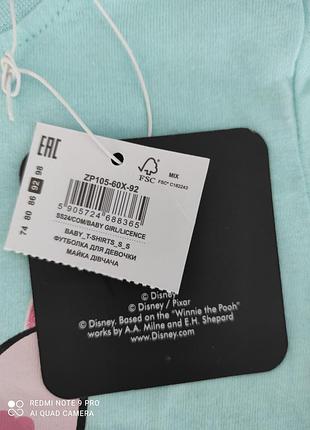 EAC
FSC
MIX
FSC® C162243
ZP105-60X-92
5 905724 688365
SS24/COM/BABY GIRL/LICENCE
BABY_T-SHIRTS_S_S
ФУТБОЛКА ДЛЯ ДЕВОЧКИ
МАЙКА ДІВЧАЧА
74 80 86 92 98
© Disney.
© Disney / Pixar
© Disney. Based on the "Winnie the Pooh"
works by A.A. Milne and E.H. Shepard
www.Disney.com
REDMI NOTE 9 PRO
AI QUAD CAMERA